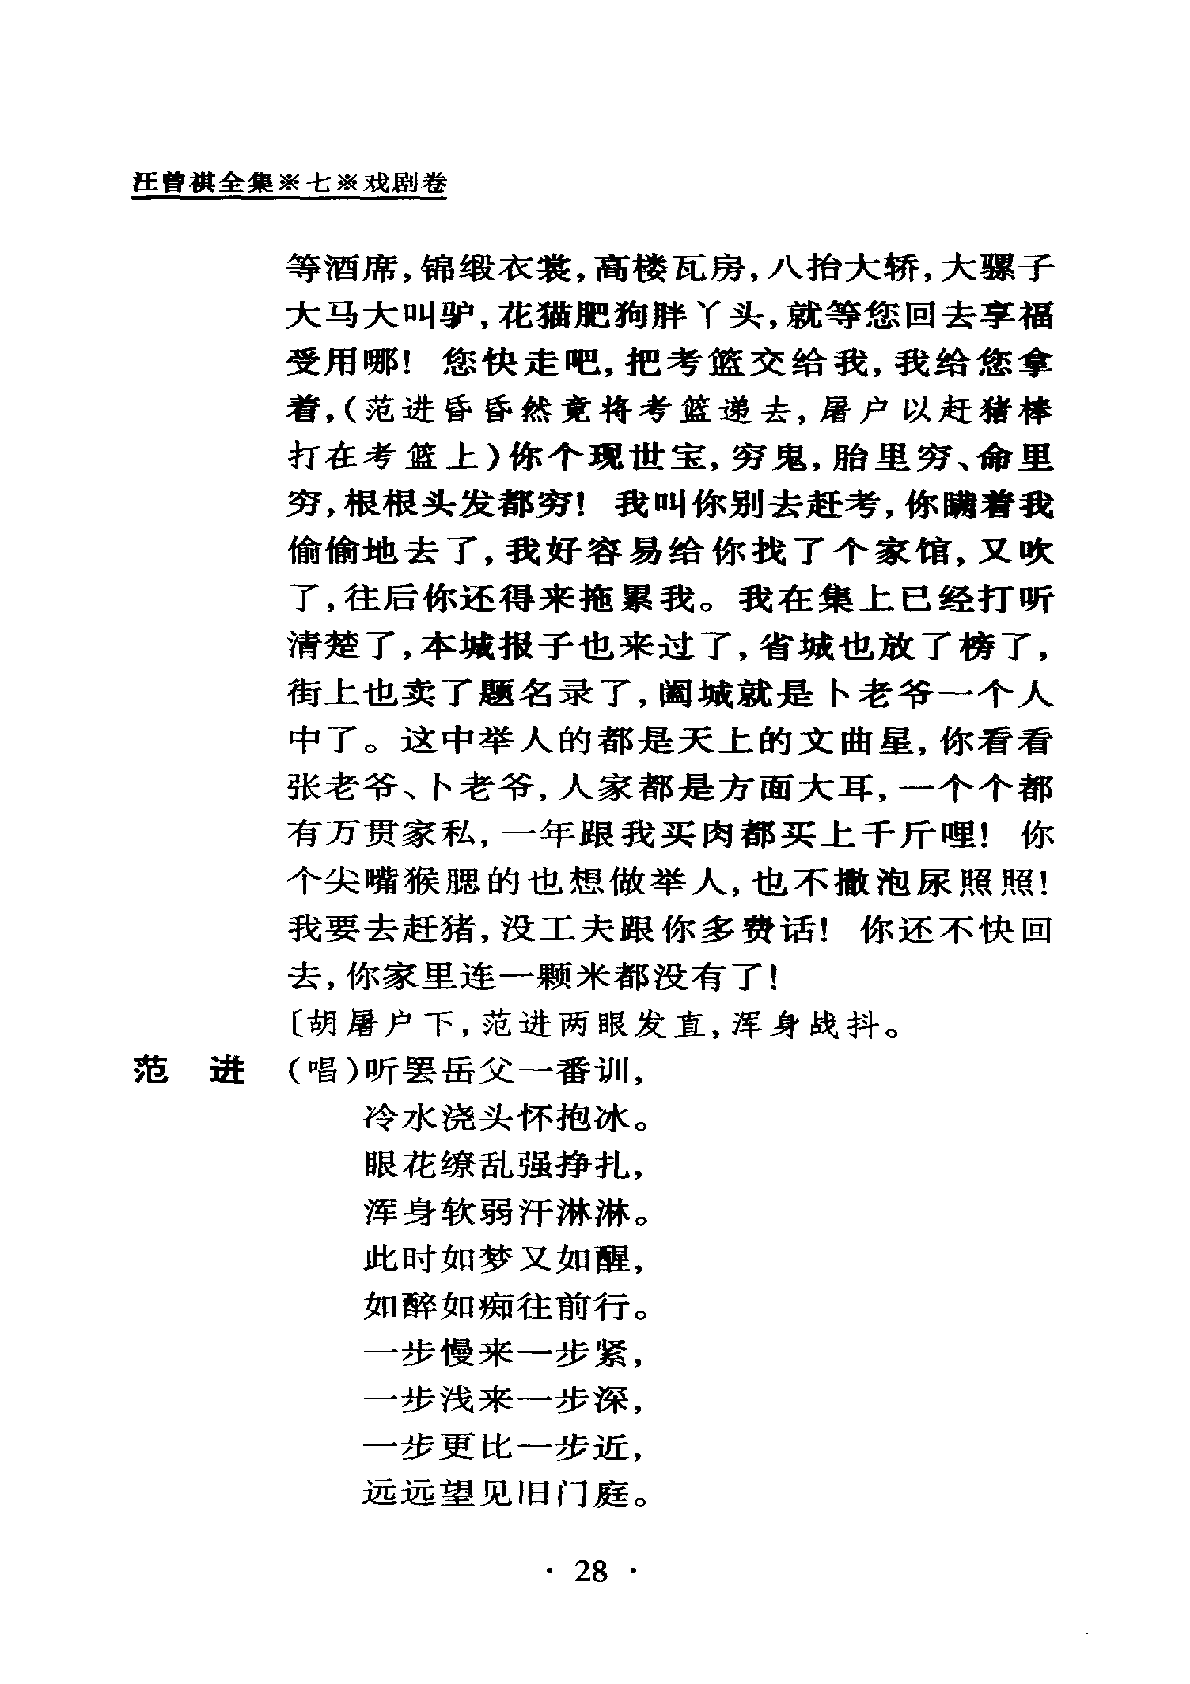 汪曾祺全集※七※戏剧卷
等酒席,锦缎衣裳,高楼瓦房,八抬大轿,大骡子
大马大叫驴,花猫肥狗胖丫头,就等您回去享福
受用哪! 您快走吧,把考篮交给我,我给您拿
着,(范进昏昏然竟将考篮递去,屠户以赶猪棒
打在考篮上)你个现世宝,穷鬼,胎里穷、命里
穷,根根头发都穷! 我叫你别去赶考,你瞒着我
偷偷地去了,我好容易给你找了个家馆,又吹
了,往后你还得来拖累我。我在集上已经打听
清楚了,本城报子也来过了,省城也放了榜了,
街上也卖了题名录了,阖城就是卜老爷一个人
中了。这中举人的都是天上的文曲星,你看看
张老爷、卜老爷,人家都是方面大耳,一个个都
有万贯家私,一年跟我买肉都买上千斤哩! 你
个尖嘴猴腮的也想做举人,也不撒泡尿照照!
我要去赶猪,没工夫跟你多费话! 你还不快回
去,你家里连一颗米都没有了!
〔胡屠户下,范进两眼发直,浑身战抖。
范 进 (唱)听罢岳父一番训,
冷水浇头怀抱冰。
眼花缭乱强挣扎,
浑身软弱汗淋淋。
此时如梦又如醒,
如醉如痴往前行。
一步慢来一步紧,
一步浅来一步深,
一步更比一步近,
远远望见旧门庭。
· 28 ·